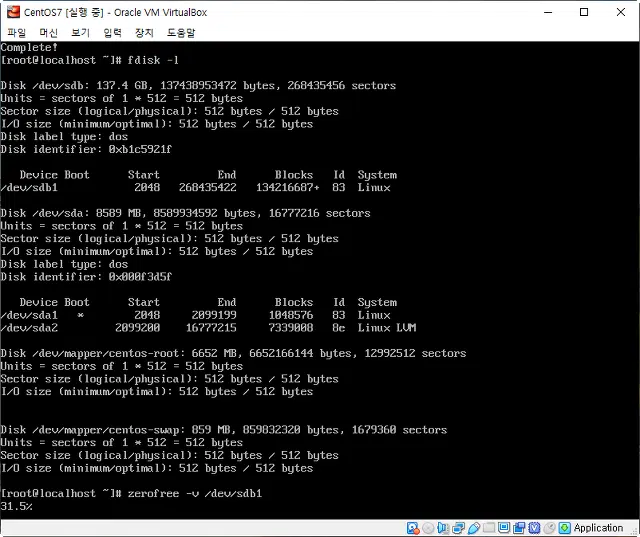 CentOS7 [실행 중] - Oracle VM VirtualBox
파일 머신 보기 입력 장치 도움말
Complete!
[root@localhost ~]# fdisk -l
Disk /dev/sdb: 137.4 GB, 137438953472 bytes, 268435456 sectors
Units = sectors of 1 * 512 = 512 bytes
Sector size (logical/physical): 512 bytes / 512 bytes
I/O size (minimum/optimal): 512 bytes / 512 bytes
Disk label type: dos
Disk identifier: 0xb1c5921f
Device Boot Start End Blocks Id System
/dev/sdb1 2048 268435422 134216687+ 83 Linux
Disk /dev/sda: 8589 MB, 8589934592 bytes, 16777216 sectors
Units = sectors of 1 * 512 = 512 bytes
Sector size (logical/physical): 512 bytes / 512 bytes
I/O size (minimum/optimal): 512 bytes / 512 bytes
Disk label type: dos
Disk identifier: 0x000f3d5f
Device Boot Start End Blocks Id System
/dev/sda1 * 2048 2099199 1048576 83 Linux
/dev/sda2 2099200 16777215 7339008 8e Linux LVM
Disk /dev/mapper/centos-root: 6652 MB, 6652166144 bytes, 12992512 sectors
Units = sectors of 1 * 512 = 512 bytes
Sector size (logical/physical): 512 bytes / 512 bytes
I/O size (minimum/optimal): 512 bytes / 512 bytes
Disk /dev/mapper/centos-swap: 859 MB, 859832320 bytes, 1679360 sectors
Units = sectors of 1 * 512 = 512 bytes
Sector size (logical/physical): 512 bytes / 512 bytes
I/O size (minimum/optimal): 512 bytes / 512 bytes
[root@localhost ~]# zerofree -v /dev/sdb1
31.5%
Application